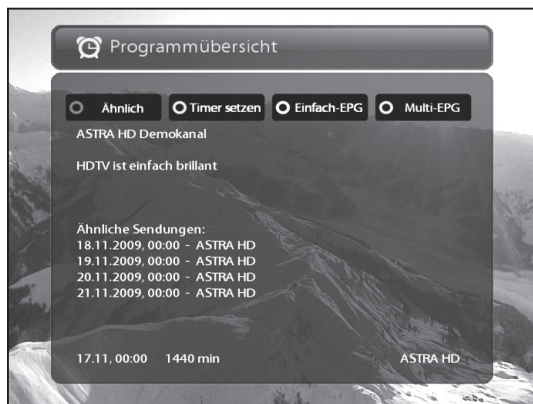 Programmübersicht
Ähnlich Timer setzen Einfach-EPG Multi-EPG
ASTRA HD Demokanal
HDTV ist einfach brillant
Ähnliche Sendungen:
18.11.2009, 00:00 - ASTRA HD
19.11.2009, 00:00 - ASTRA HD
20.11.2009, 00:00 - ASTRA HD
21.11.2009, 00:00 - ASTRA HD
17.11, 00:00 1440 min ASTRA HD